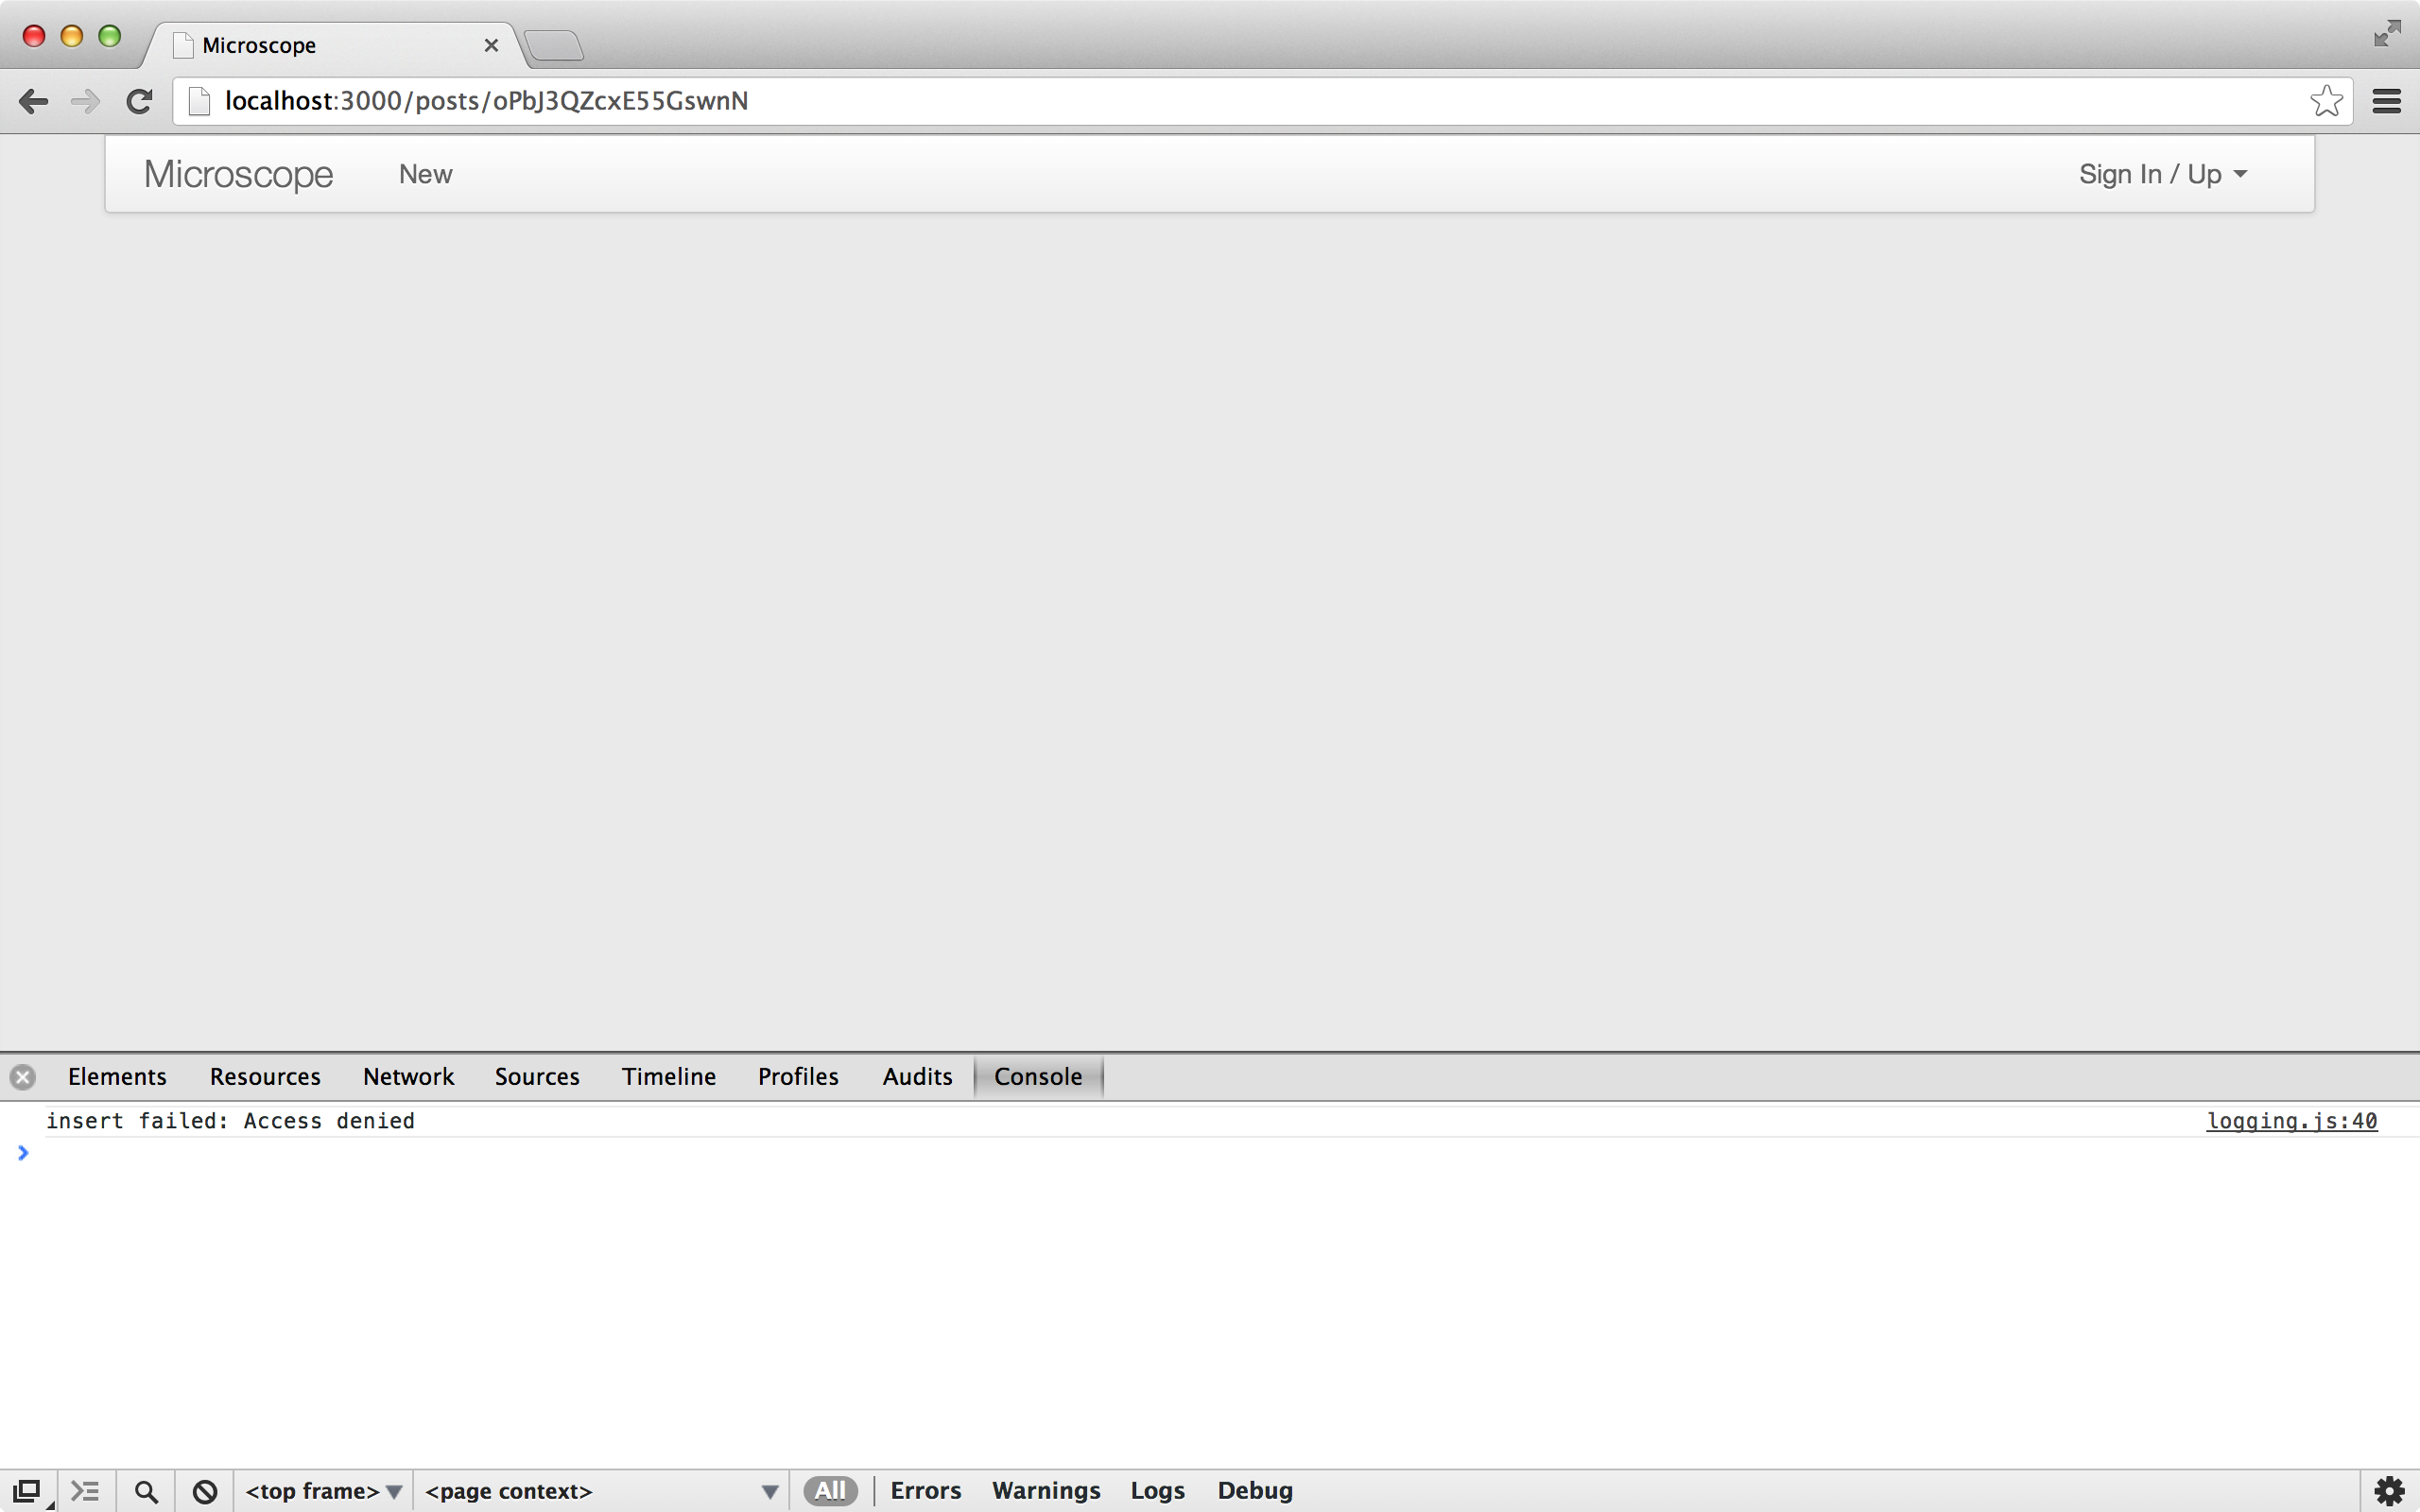 Microscope
localhost:3000/posts/oPbJ3QZcxE55GswnN
Microscope New Sign In / Up
Elements Resources Network Sources Timeline Profiles Audits Console
insert failed: Access denied logging.js:40
<top frame> <page context> All Errors Warnings Logs Debug